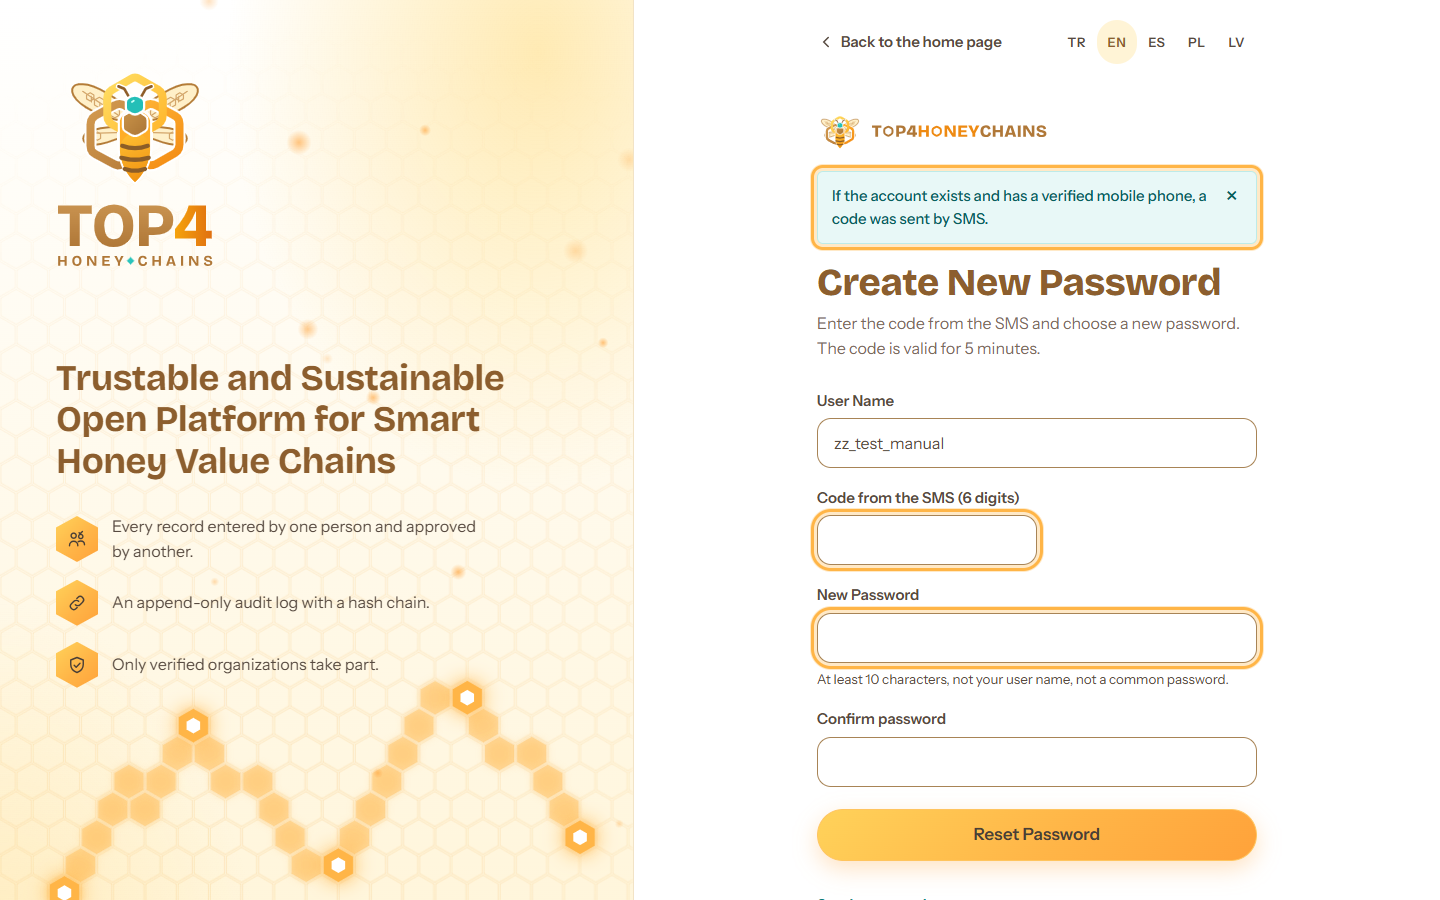 TOP4
HONEY CHAINS
Trustable and Sustainable
Open Platform for Smart
Honey Value Chains
Every record entered by one person and approved
by another.
An append-only audit log with a hash chain.
Only verified organizations take part.
Back to the home page
TR EN ES PL LV
TOP4HONEYCHAINS
If the account exists and has a verified mobile phone, a
code was sent by SMS.
Create New Password
Enter the code from the SMS and choose a new password.
The code is valid for 5 minutes.
User Name
zz_test_manual
Code from the SMS (6 digits)
New Password
At least 10 characters, not your user name, not a common password.
Confirm password
Reset Password